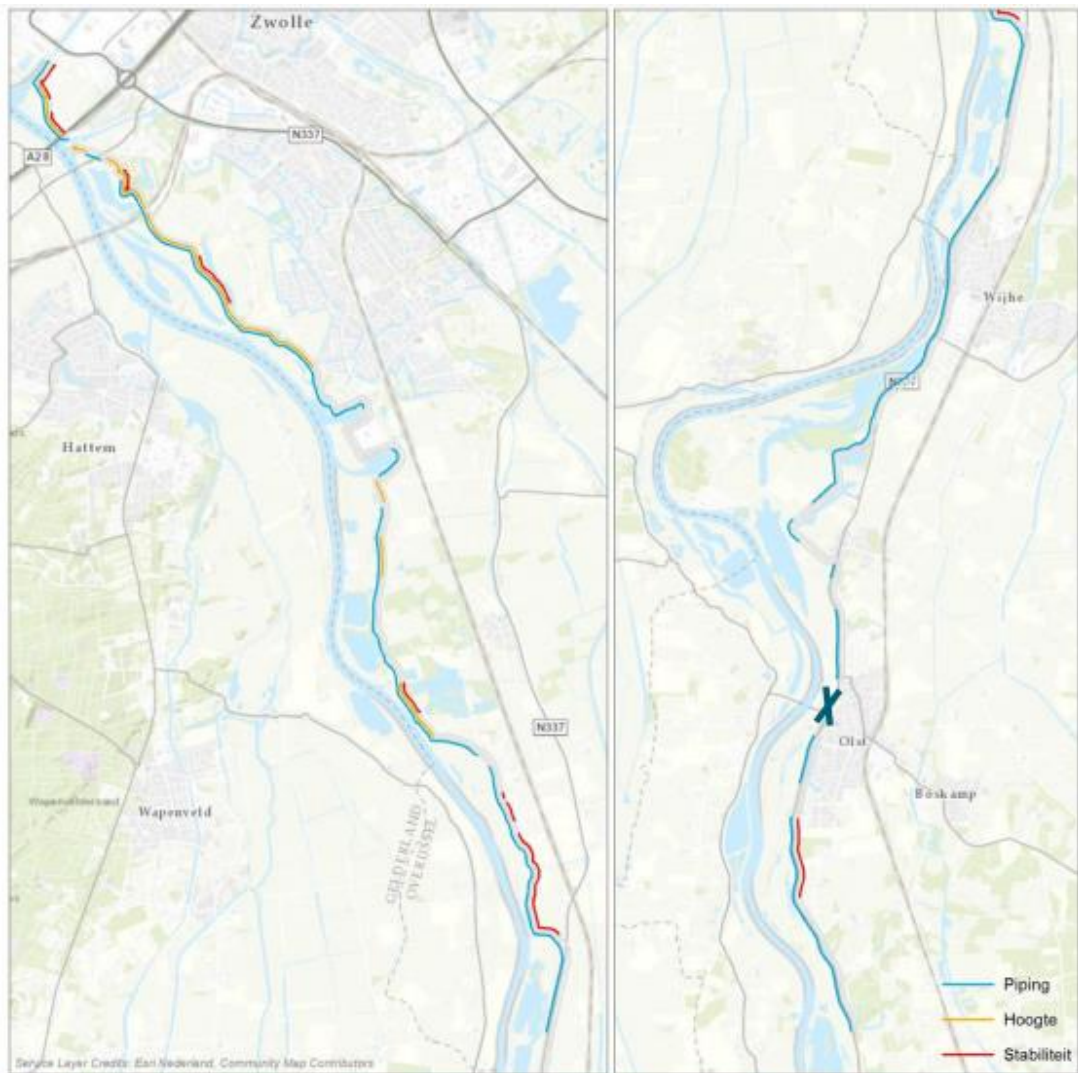 Zwolle
N337
A28
Hattem
N337
Wapenveld
GELDERLAND
OVERIJSSEL
Service Layer Credits: Esri Nederland, Community Map Contributors
Wijhe
Olst
Boskamp
Piping
Hoogte
Stabiliteit